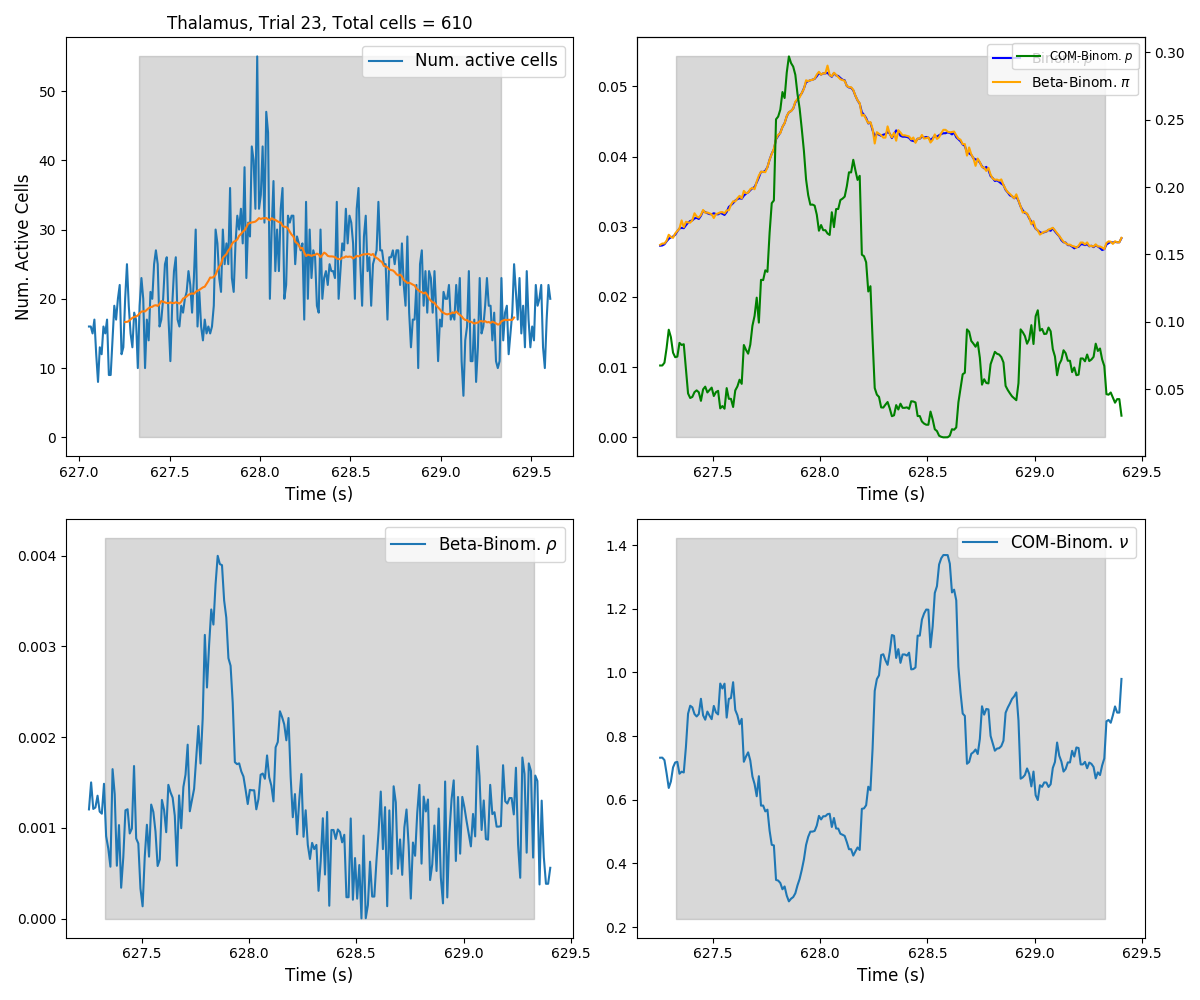 Thalamus, Trial 23, Total cells = 610
Num. active cells
Num. Active Cells
50
40
30
20
10
0
627.0 627.5 628.0 628.5 629.0 629.5
Time (s)
COM-Binom. p
Beta-Binom. π
0.05
0.04
0.03
0.02
0.01
0.00
0.30
0.25
0.20
0.15
0.10
0.05
627.5 628.0 628.5 629.0 629.5
Time (s)
Beta-Binom. ρ
0.004
0.003
0.002
0.001
0.000
627.5 628.0 628.5 629.0 629.5
Time (s)
COM-Binom. ν
1.4
1.2
1.0
0.8
0.6
0.4
0.2
627.5 628.0 628.5 629.0 629.5
Time (s)